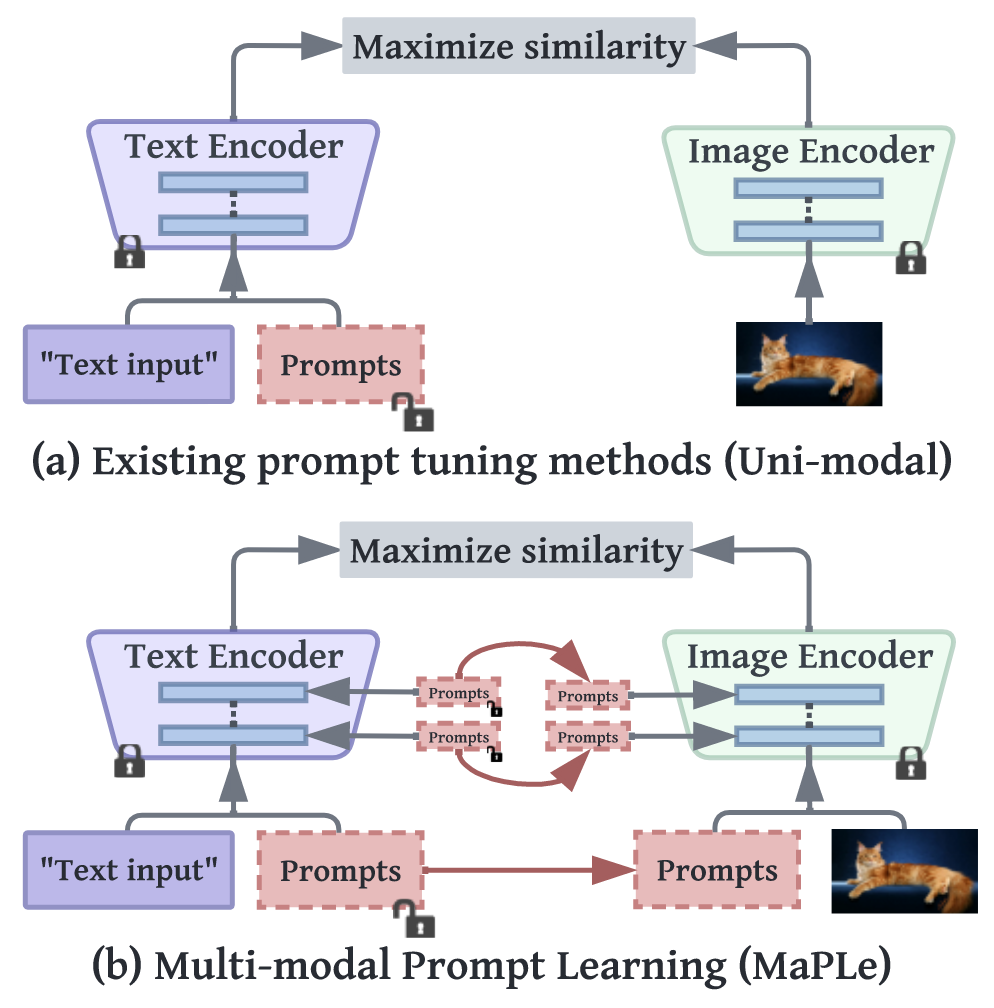 Maximize similarity
Text Encoder
Image Encoder
"Text input"
Prompts
(a) Existing prompt tuning methods (Uni-modal)
Maximize similarity
Text Encoder
Image Encoder
Prompts
Prompts
Prompts
Prompts
"Text input"
Prompts
Prompts
(b) Multi-modal Prompt Learning (MaPLe)